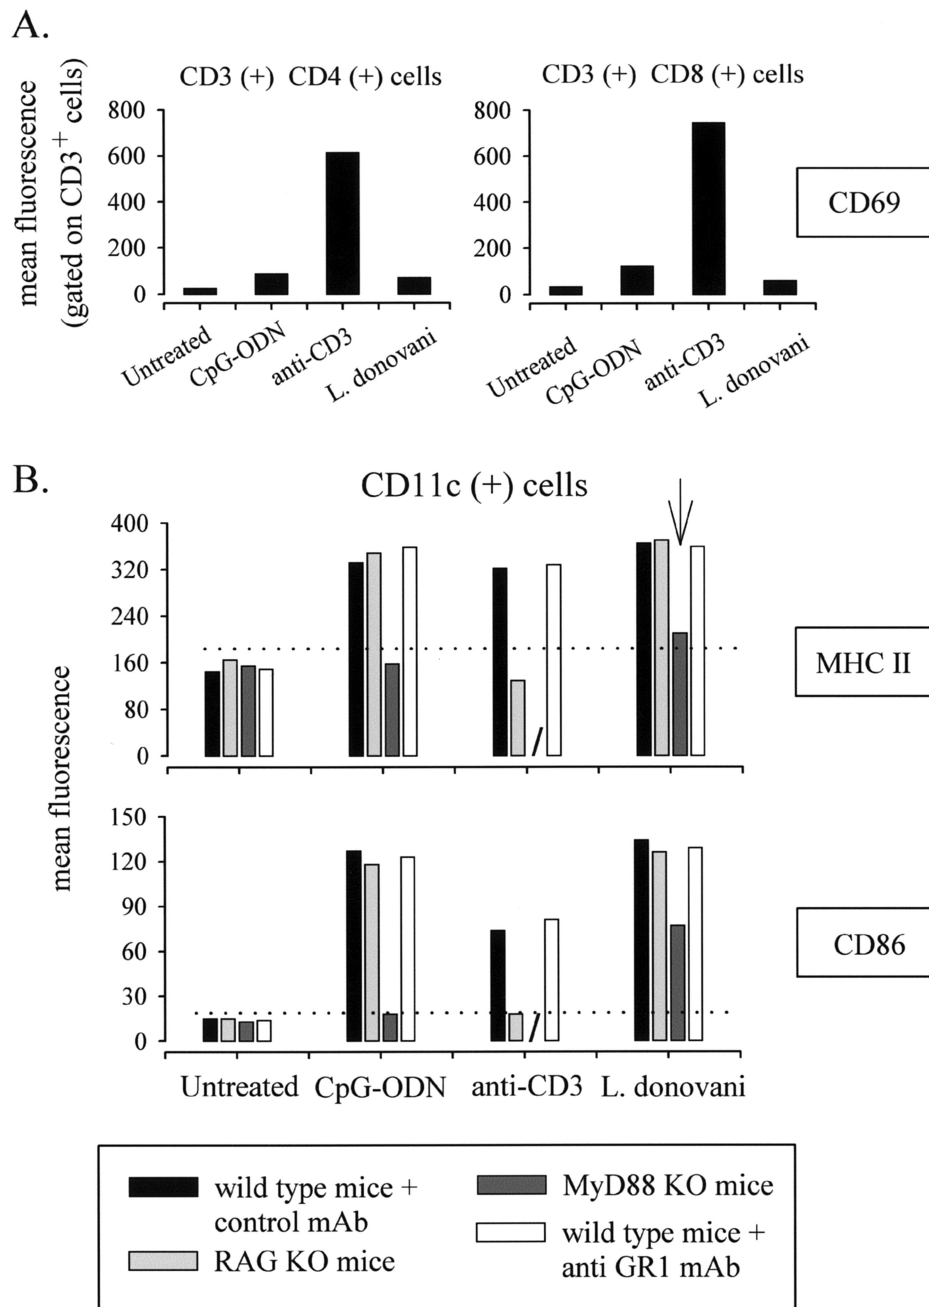 A.
mean fluorescence
(gated on CD3+ cells)
CD3 (+) CD4 (+) cells
800
600
400
200
0
Untreated
CpG-ODN
anti-CD3
L. donovani
CD3 (+) CD8 (+) cells
800
600
400
200
0
Untreated
CpG-ODN
anti-CD3
L. donovani
CD69
B.
CD11c (+) cells
mean fluorescence
400
320
240
160
80
0
/
MHC II
150
120
90
60
30
0
/
CD86
Untreated
CpG-ODN
anti-CD3
L. donovani
wild type mice +
control mAb
RAG KO mice
MyD88 KO mice
wild type mice +
anti GR1 mAb